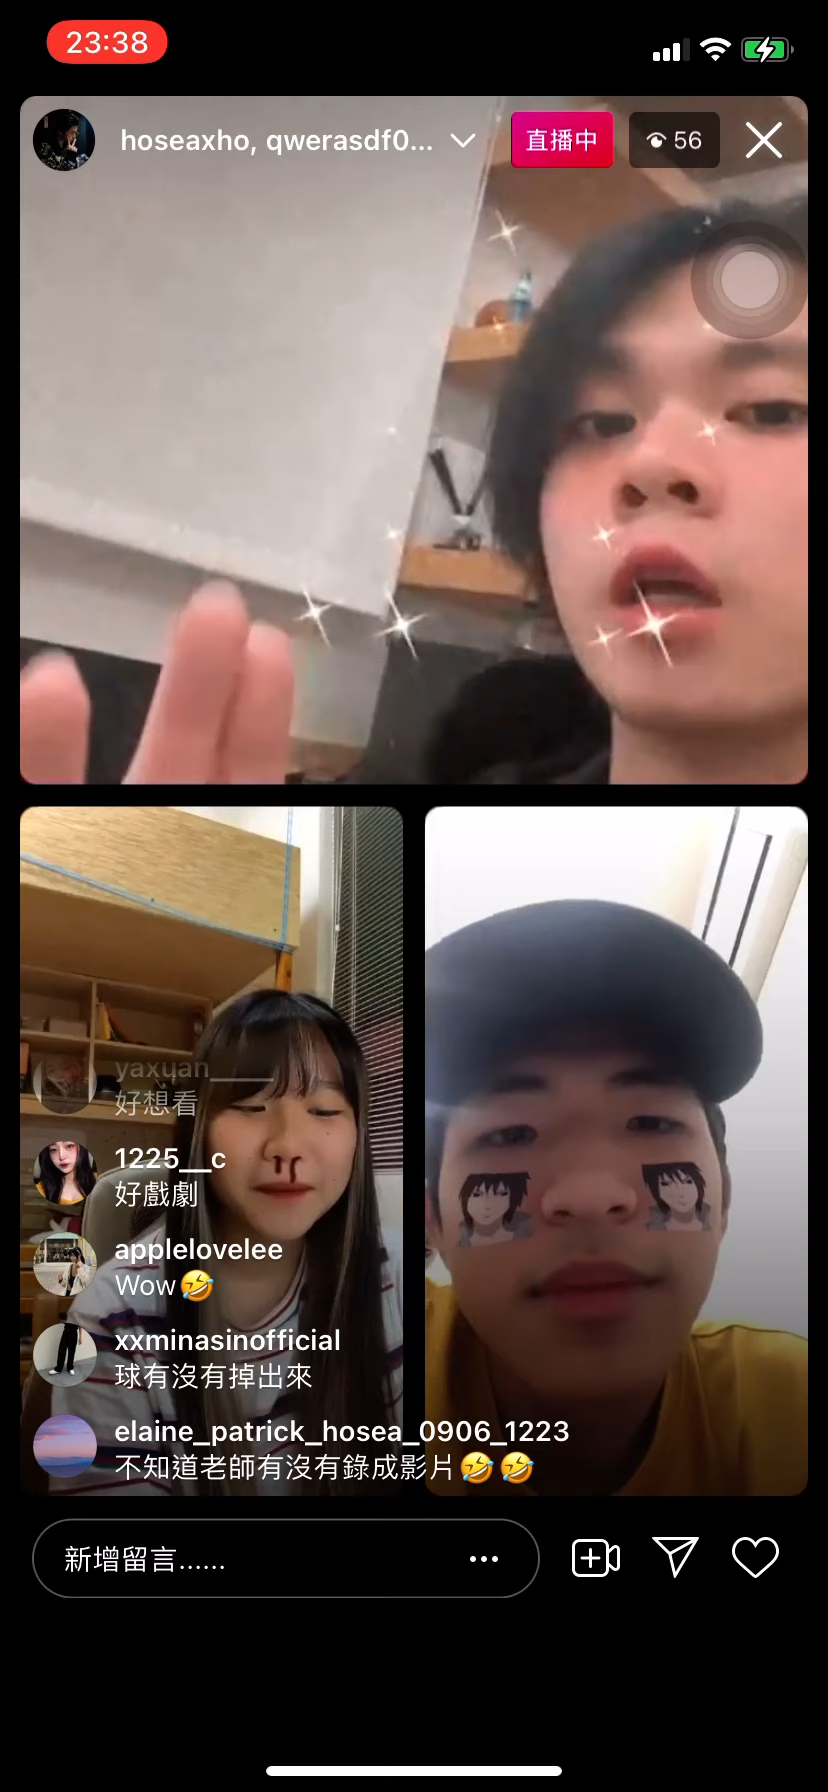 23:38
hoseaxho, qwerasdf0...
直播中
56
yaxuan____
好想看
1225__c
好戲劇
applelovelee
Wow🤣
xxminasinofficial
球有沒有掉出來
elaine_patrick_hosea_0906_1223
不知道老師有沒有錄成影片🤣🤣
新增留言......